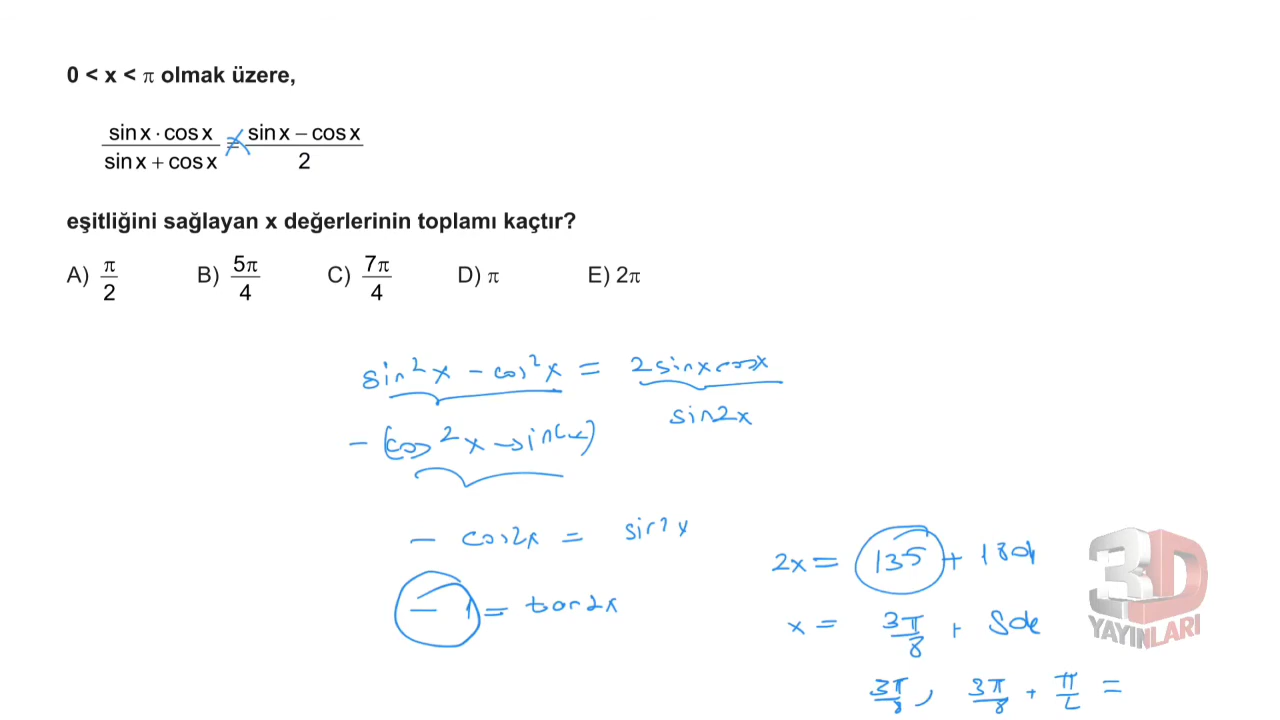 0 < x < π olmak üzere,
sin x · cos x / sin x + cos x = sin x − cos x / 2
eşitliğini sağlayan x değerlerinin toplamı kaçtır?
A) π/2 B) 5π/4 C) 7π/4 D) π E) 2π
sin²x − cos²x = 2 sinx cosx
sin2x
− (cos²x − sin²x)
− cos2x = sin2x
− 1 = tan2x
2x = 135 + 180k
x = 3π/8 + 90k
3π/8, 3π/8 + π/2 =
3D
YAYINLARI